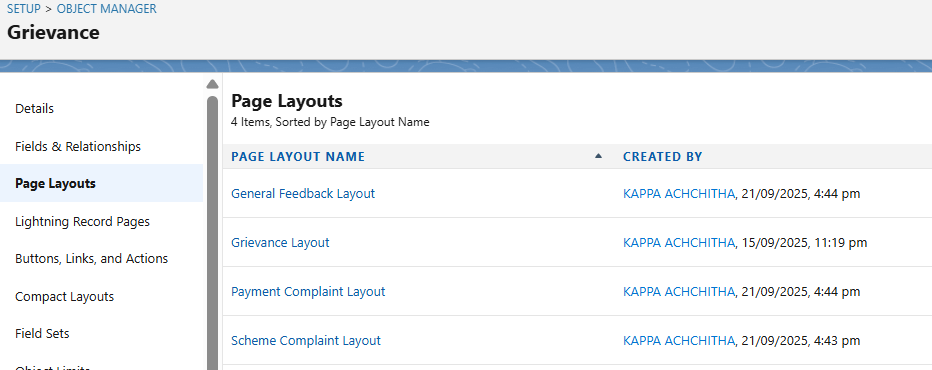 SETUP > OBJECT MANAGER
Grievance
Details
Fields & Relationships
Page Layouts
Lightning Record Pages
Buttons, Links, and Actions
Compact Layouts
Field Sets
Object Limits
Page Layouts
4 Items, Sorted by Page Layout Name
PAGE LAYOUT NAME CREATED BY
General Feedback Layout KAPPA ACHCHITHA, 21/09/2025, 4:44 pm
Grievance Layout KAPPA ACHCHITHA, 15/09/2025, 11:19 pm
Payment Complaint Layout KAPPA ACHCHITHA, 21/09/2025, 4:44 pm
Scheme Complaint Layout KAPPA ACHCHITHA, 21/09/2025, 4:43 pm